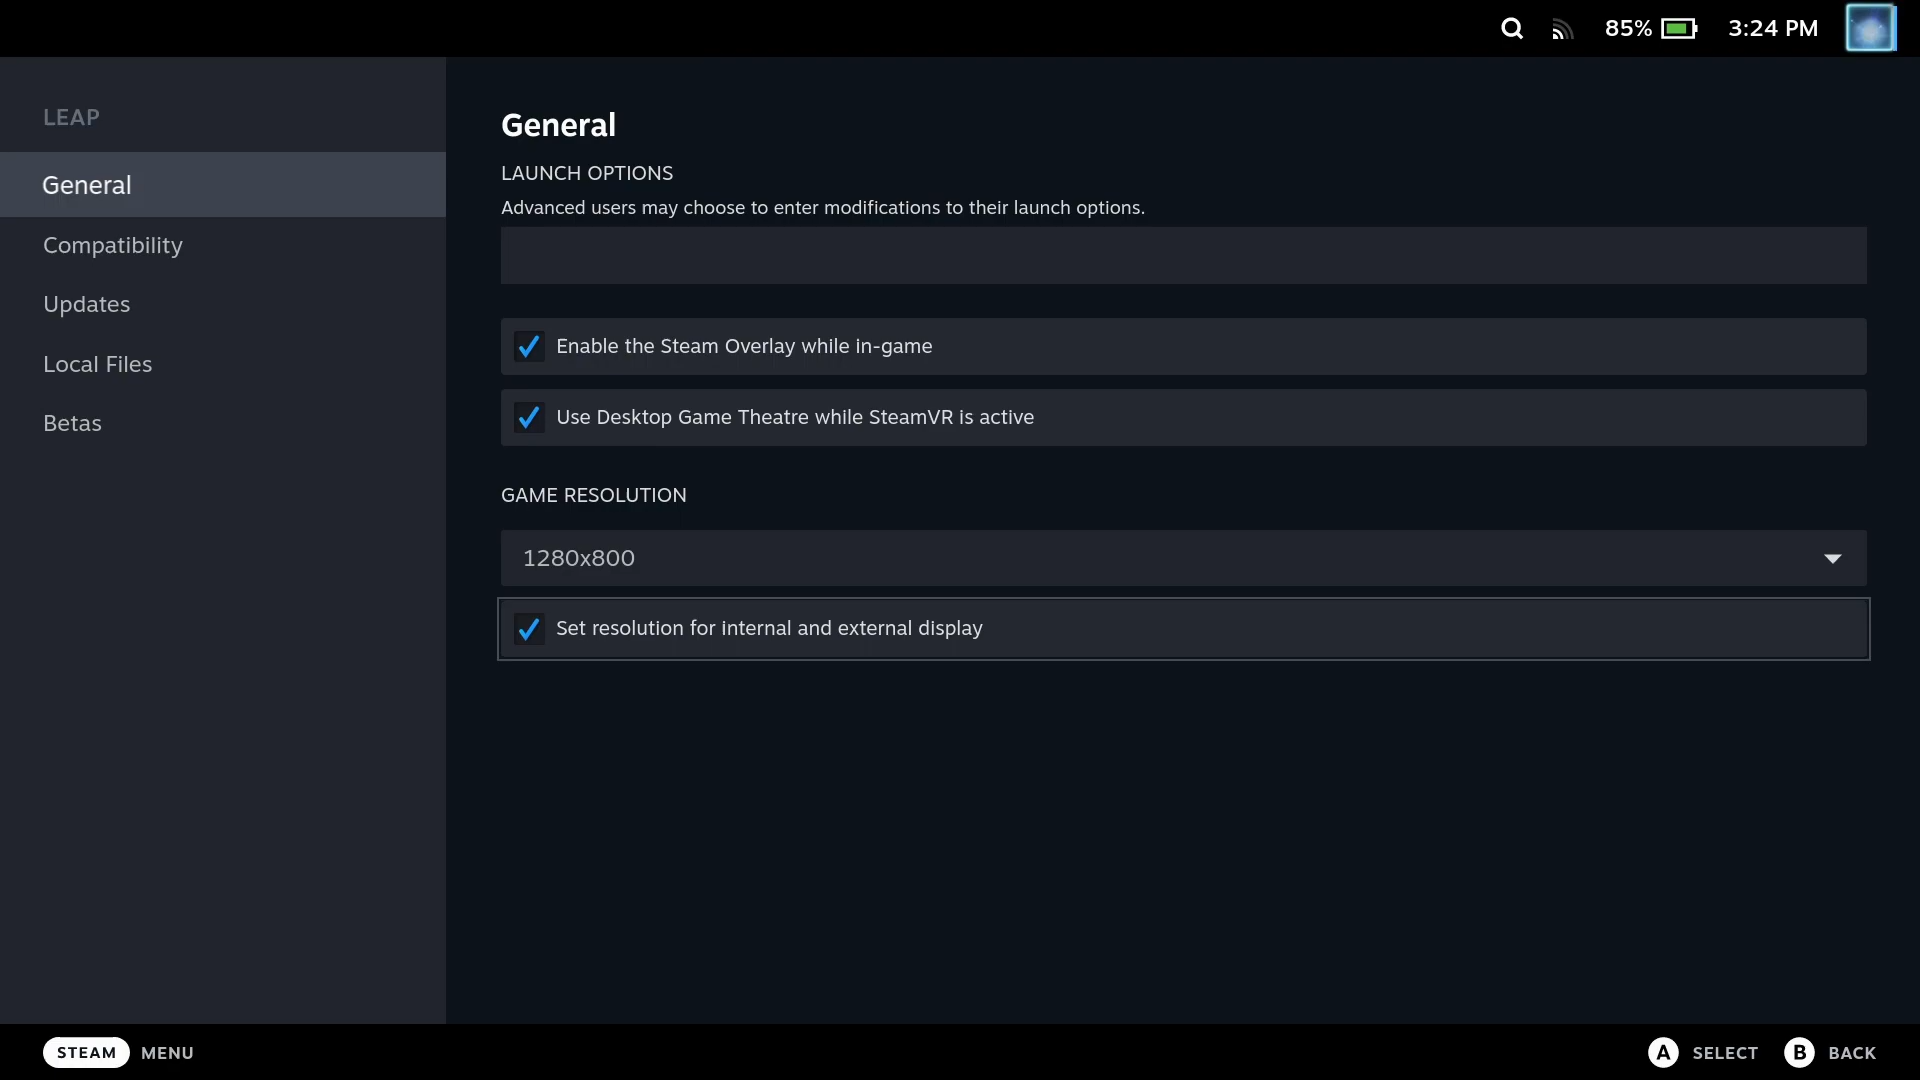 85%
3:24 PM
LEAP
General
Compatibility
Updates
Local Files
Betas
General
LAUNCH OPTIONS
Advanced users may choose to enter modifications to their launch options.
Enable the Steam Overlay while in-game
Use Desktop Game Theatre while SteamVR is active
GAME RESOLUTION
1280x800
Set resolution for internal and external display
STEAM MENU
A SELECT B BACK